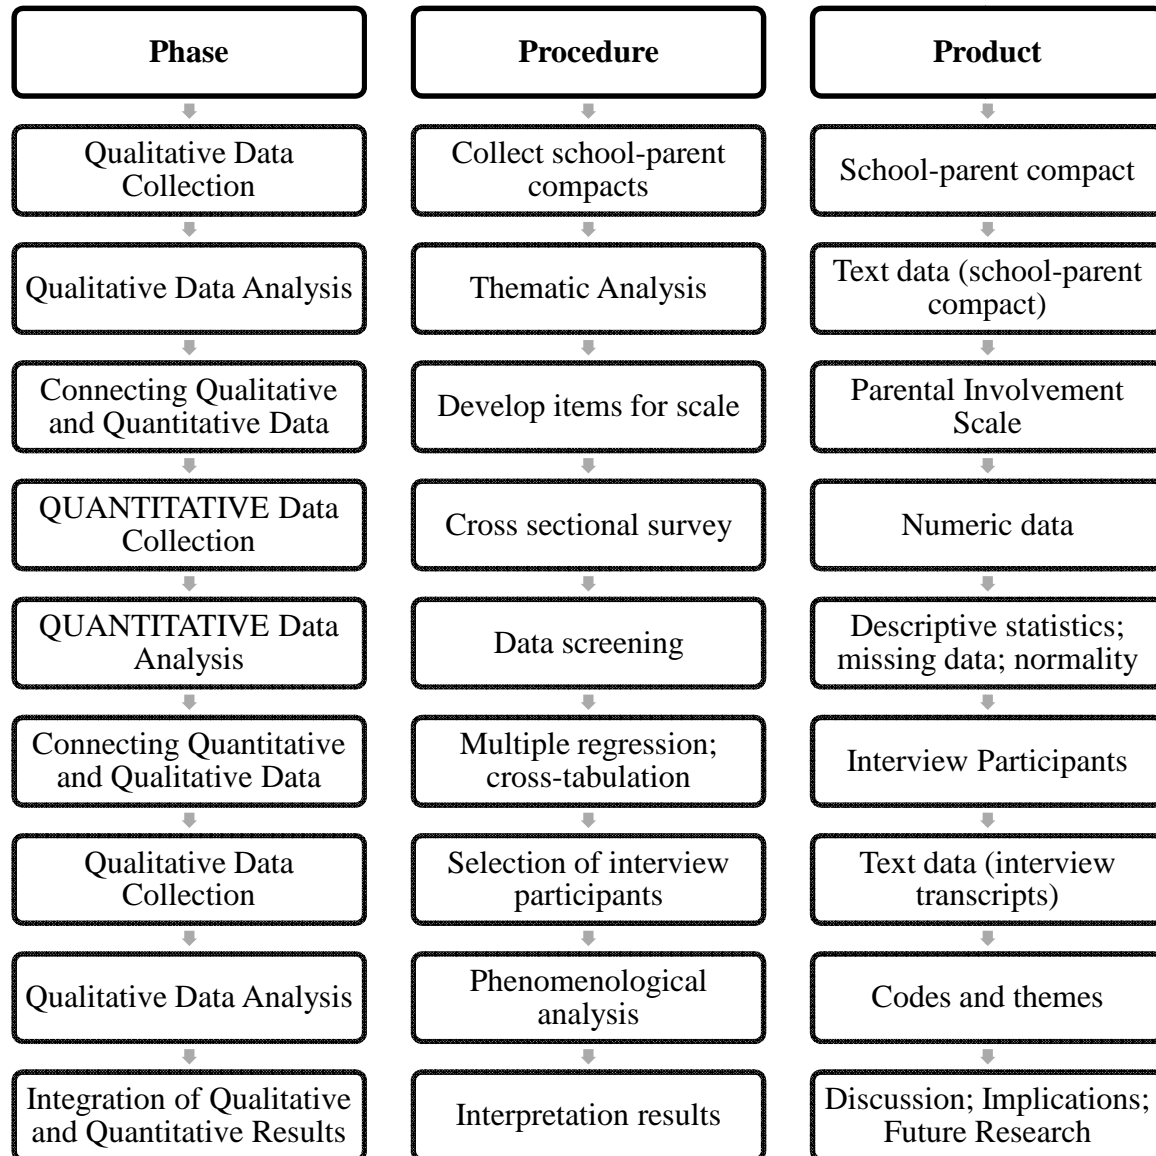 Phase
Procedure
Product
Qualitative Data
Collection
Collect school-parent
compacts
School-parent compact
Qualitative Data Analysis
Thematic Analysis
Text data (school-parent
compact)
Connecting Qualitative
and Quantitative Data
Develop items for scale
Parental Involvement
Scale
QUANTITATIVE Data
Collection
Cross sectional survey
Numeric data
QUANTITATIVE Data
Analysis
Data screening
Descriptive statistics;
missing data; normality
Connecting Quantitative
and Qualitative Data
Multiple regression;
cross-tabulation
Interview Participants
Qualitative Data
Collection
Selection of interview
participants
Text data (interview
transcripts)
Qualitative Data Analysis
Phenomenological
analysis
Codes and themes
Integration of Qualitative
and Quantitative Results
Interpretation results
Discussion; Implications;
Future Research